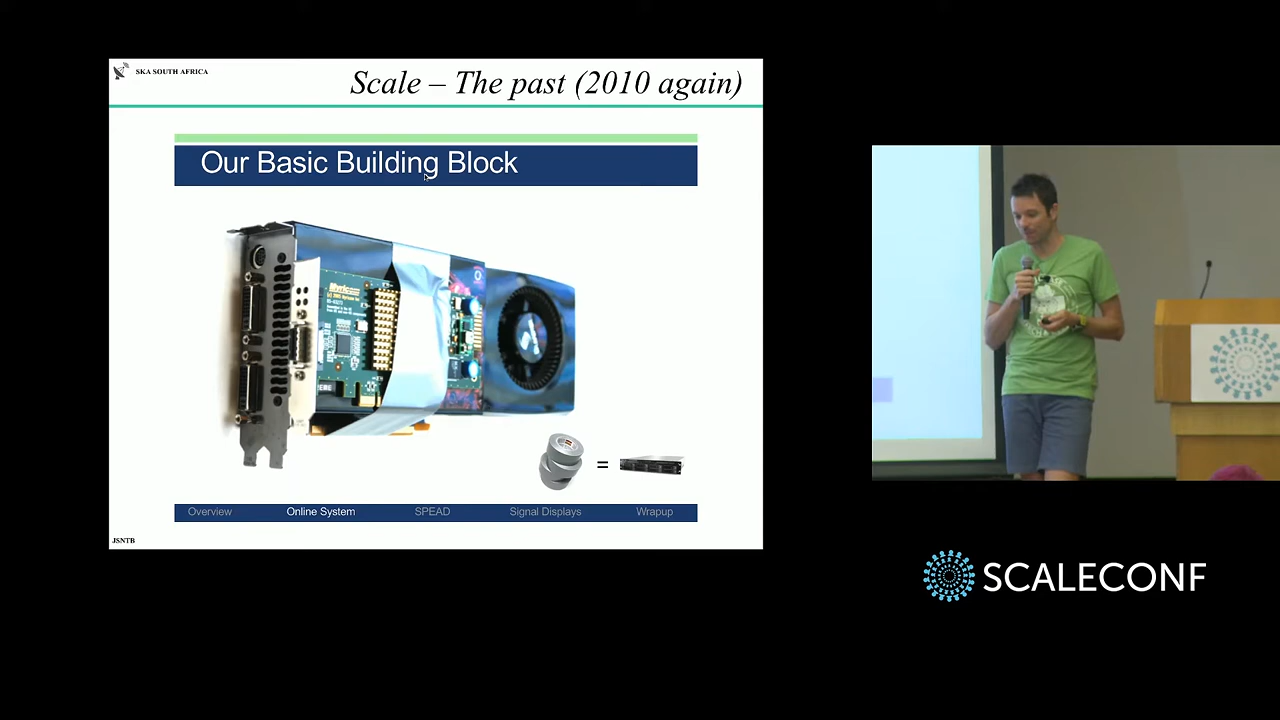 SKA SOUTH AFRICA
Scale – The past (2010 again)
Our Basic Building Block
=
Overview
Online System
SPEAD
Signal Displays
Wrapup
JSNTB
SCALECONF